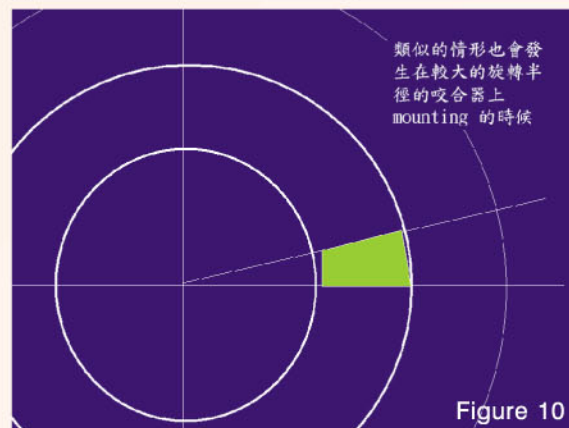 類似的情形也會發
生在較大的旋轉半
徑的咬合器上
mounting 的時候
Figure 10